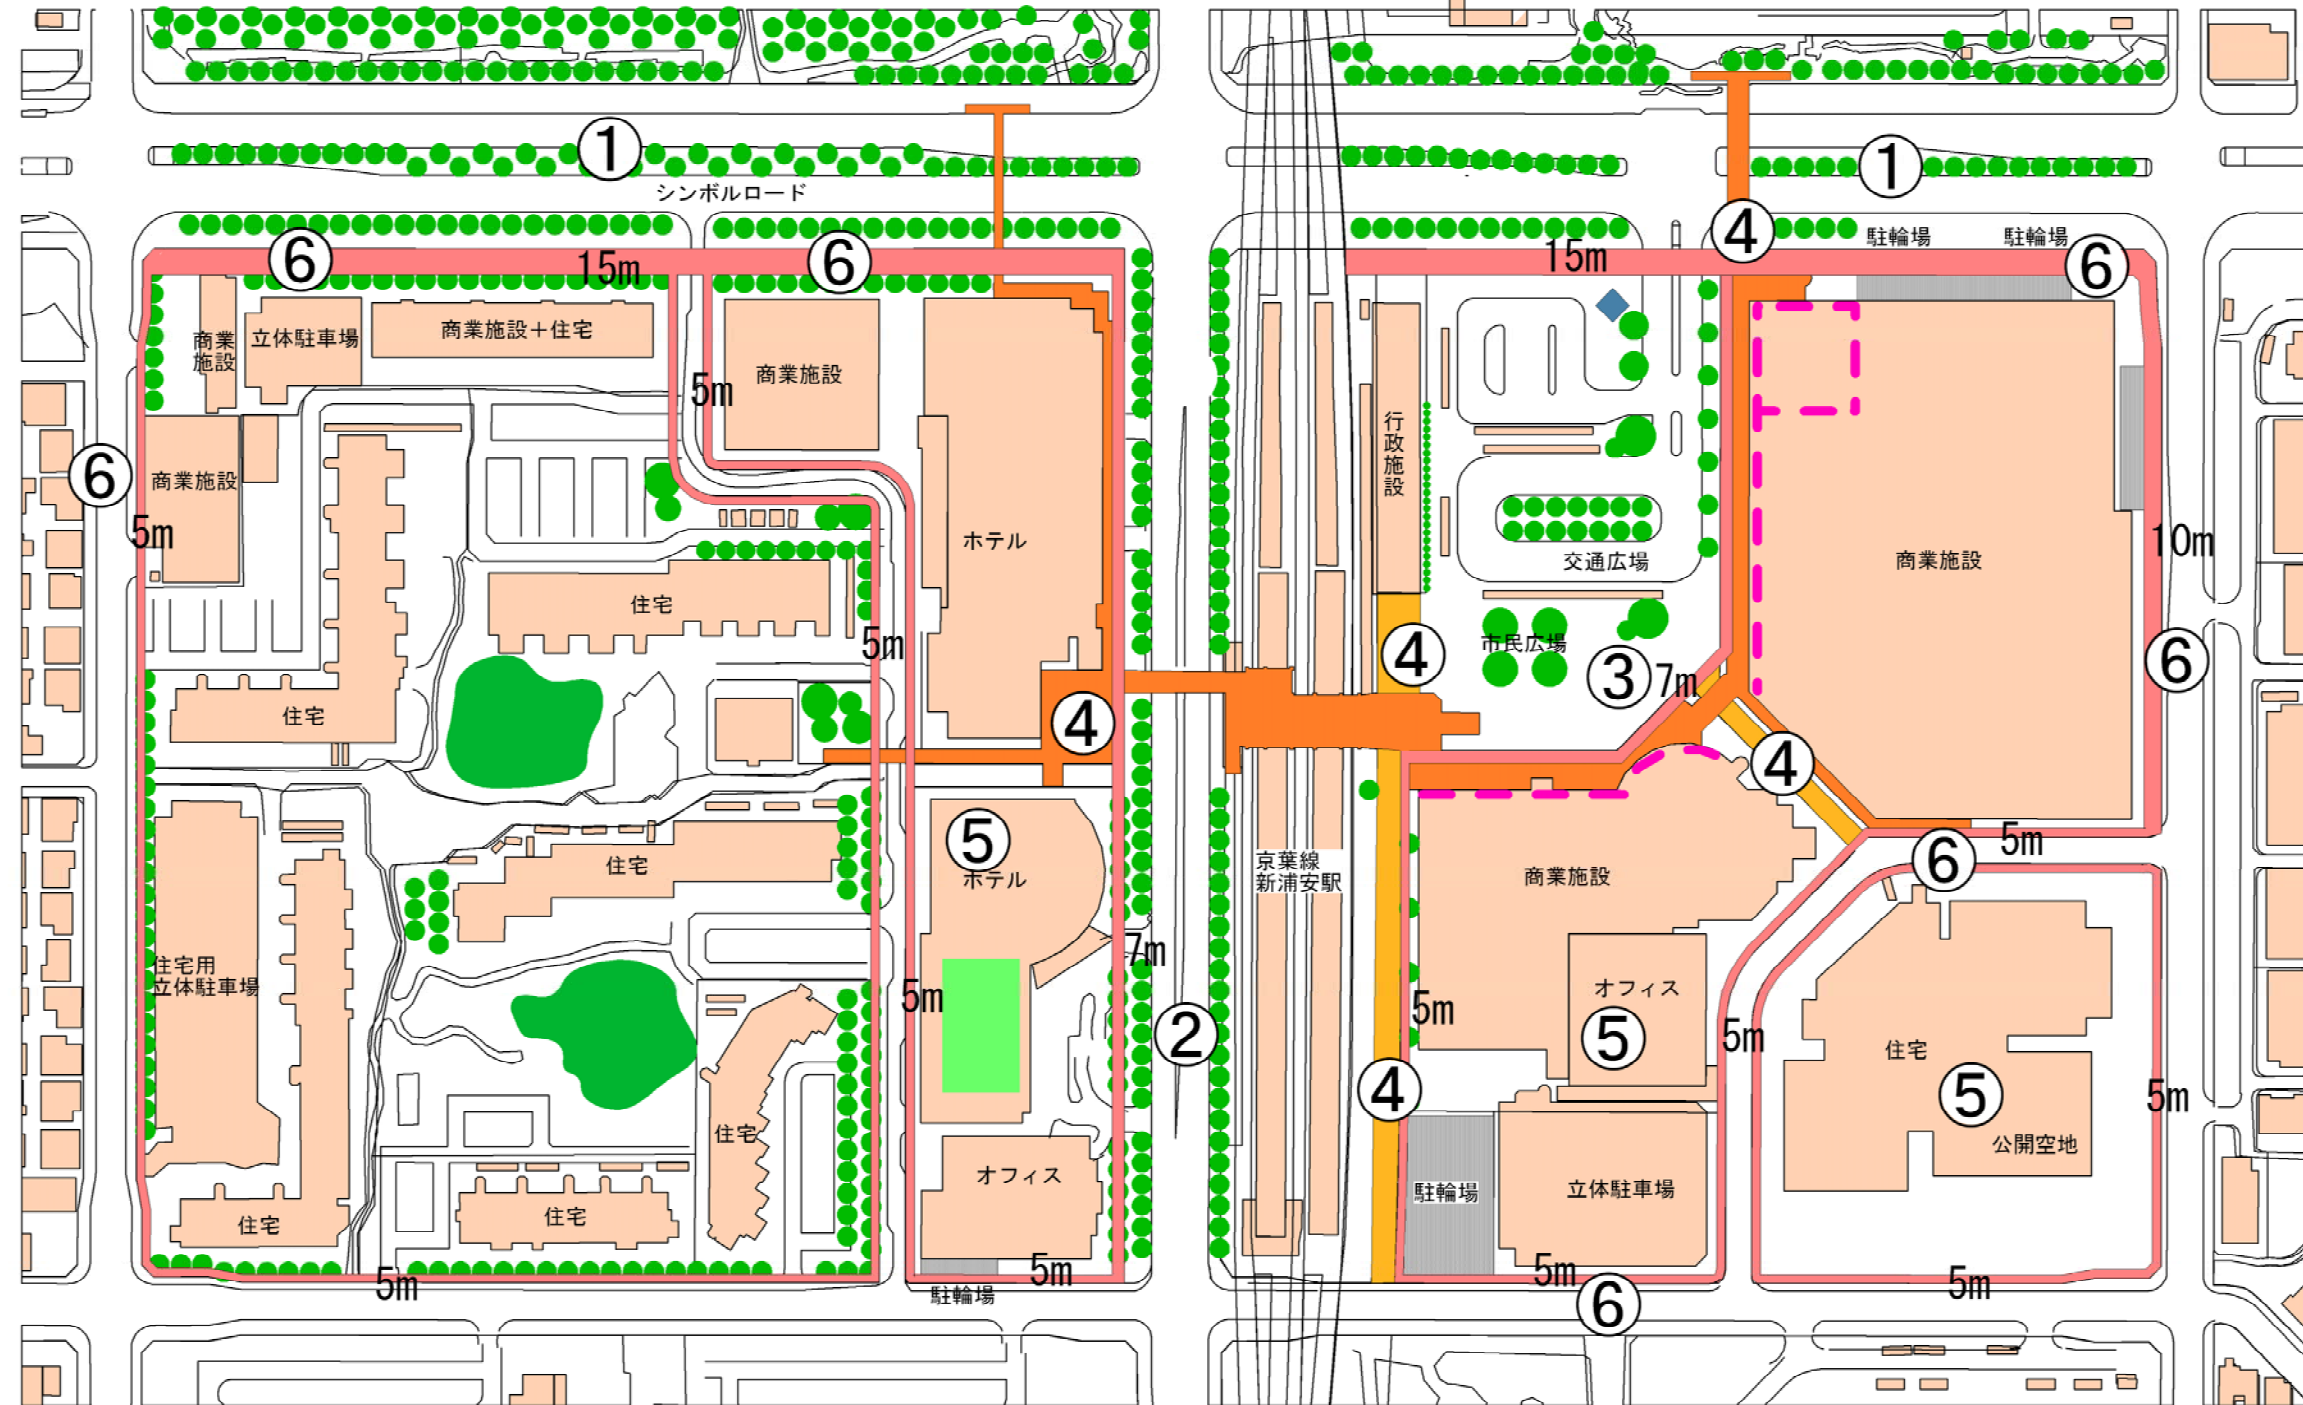 ①
①
シンボルロード
④
駐輪場
駐輪場
⑥
15m
⑥
15m
⑥
商業
施設
立体駐車場
商業施設＋住宅
5m
商業施設
行政施設
⑥
商業施設
5m
ホテル
交通広場
商業施設
10m
住宅
5m
④
市民広場
③
7m
⑥
住宅
④
④
⑤
ホテル
京葉線
新浦安駅
住宅
商業施設
5m
⑥
7m
住宅用
立体駐車場
5m
オフィス
5m
⑤
5m
②
住宅
⑤
5m
④
公開空地
住宅
オフィス
駐輪場
立体駐車場
住宅
住宅
5m
駐輪場
5m
5m
⑥
5m